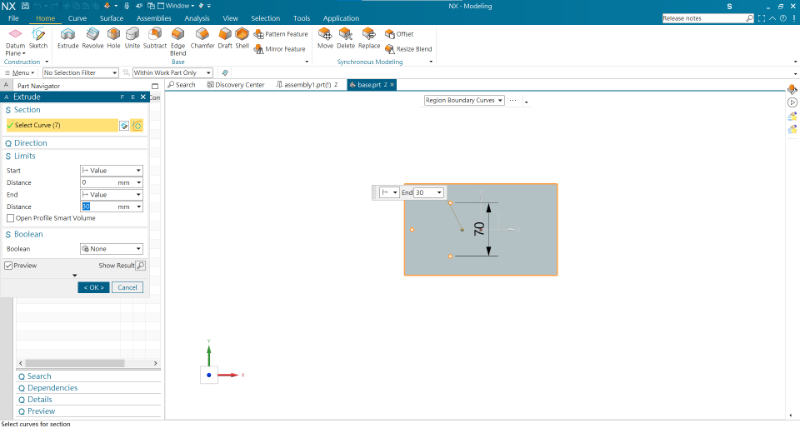 NX
Window
NX - Modeling
S
File Home Curve Surface Assemblies Analysis View Selection Tools Application
Release notes
Datum Plane Sketch Extrude Revolve Hole Unite Subtract Edge Blend Chamfer Draft Shell Pattern Feature Mirror Feature Move Delete Replace Offset Resize Blend
Construction Base Synchronous Modeling
Menu No Selection Filter Within Work Part Only
Part Navigator
Search Discovery Center assembly1.prt(!) 2 base.prt 2
Extrude
Com
Section
Select Curve (7)
Region Boundary Curves
Direction
Limits
Start Value
Distance 0 mm
End Value
Distance 30 mm
Open Profile Smart Volume
Boolean
Boolean None
Preview Show Result
< OK > Cancel
End 30
70
Y
X
Search
Dependencies
Details
Preview
Select curves for section